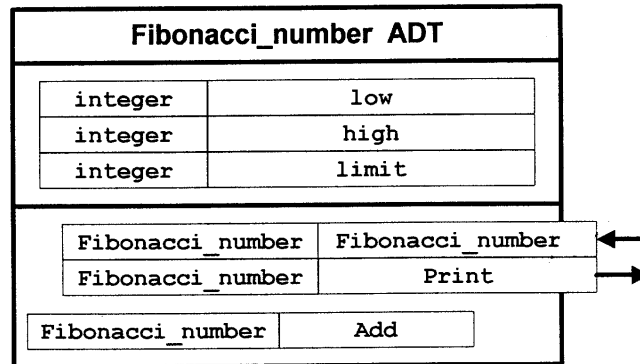 Fibonacci_number ADT
integer low
integer high
integer limit
Fibonacci_number Fibonacci_number
Fibonacci_number Print
Fibonacci_number Add